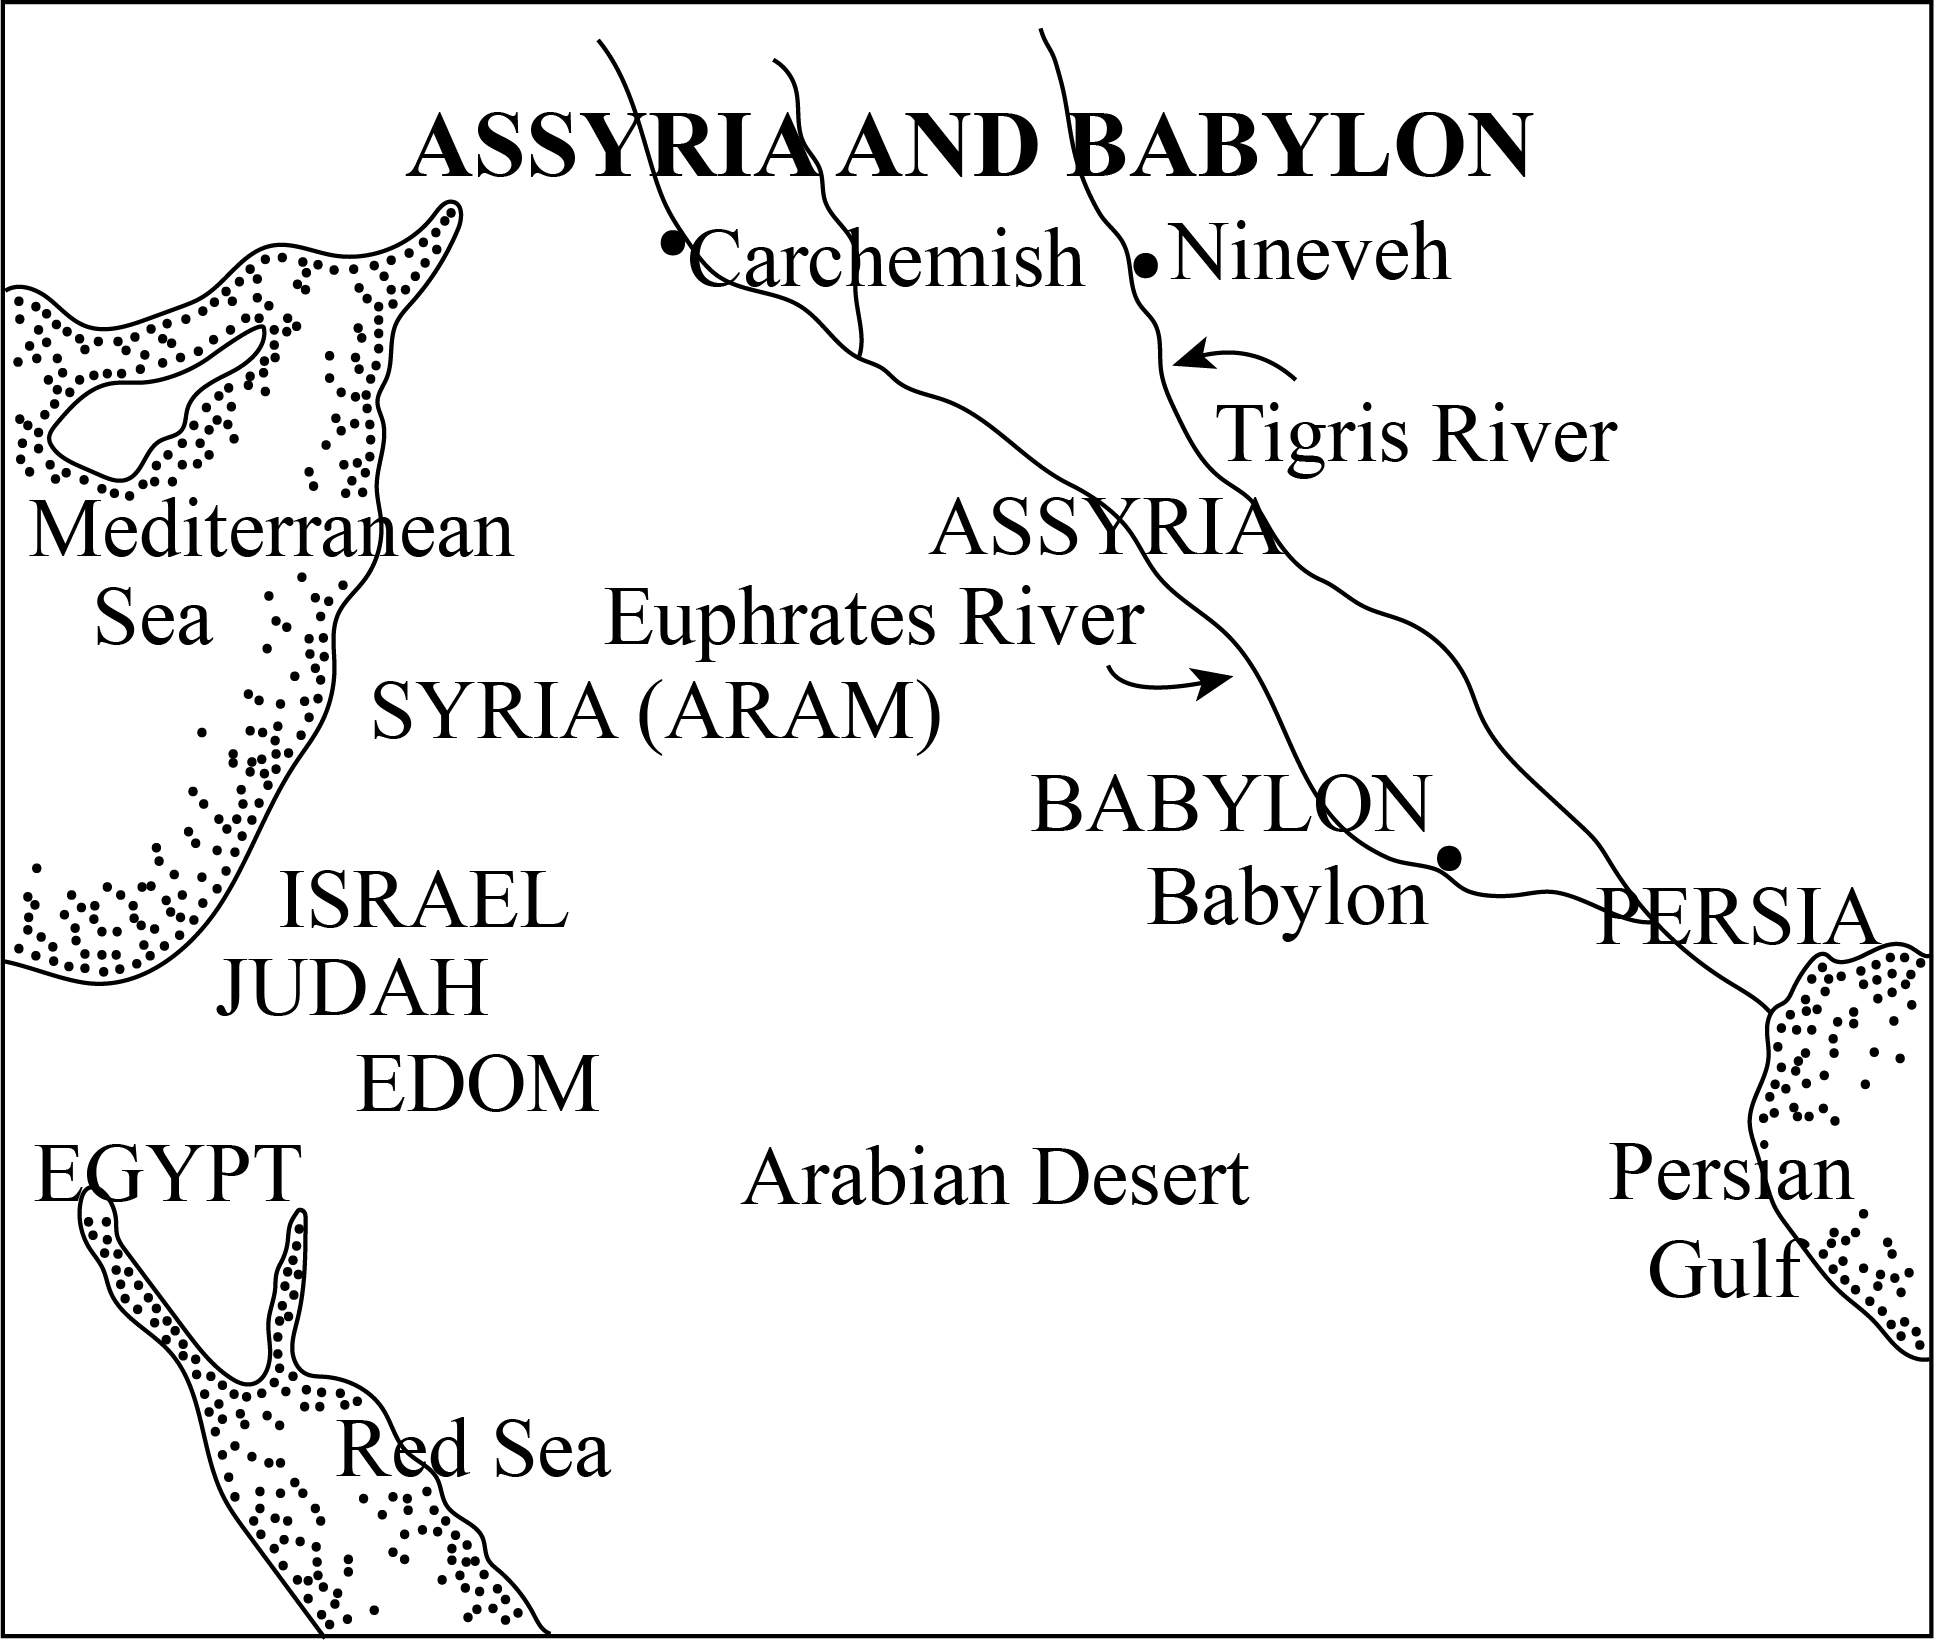 ASSYRIA AND BABYLON
Carchemish
Nineveh
Tigris River
Mediterranean
Sea
ASSYRIA
Euphrates River
SYRIA (ARAM)
BABYLON
Babylon
ISRAEL
PERSIA
JUDAH
EDOM
EGYPT
Arabian Desert
Persian
Gulf
Red Sea